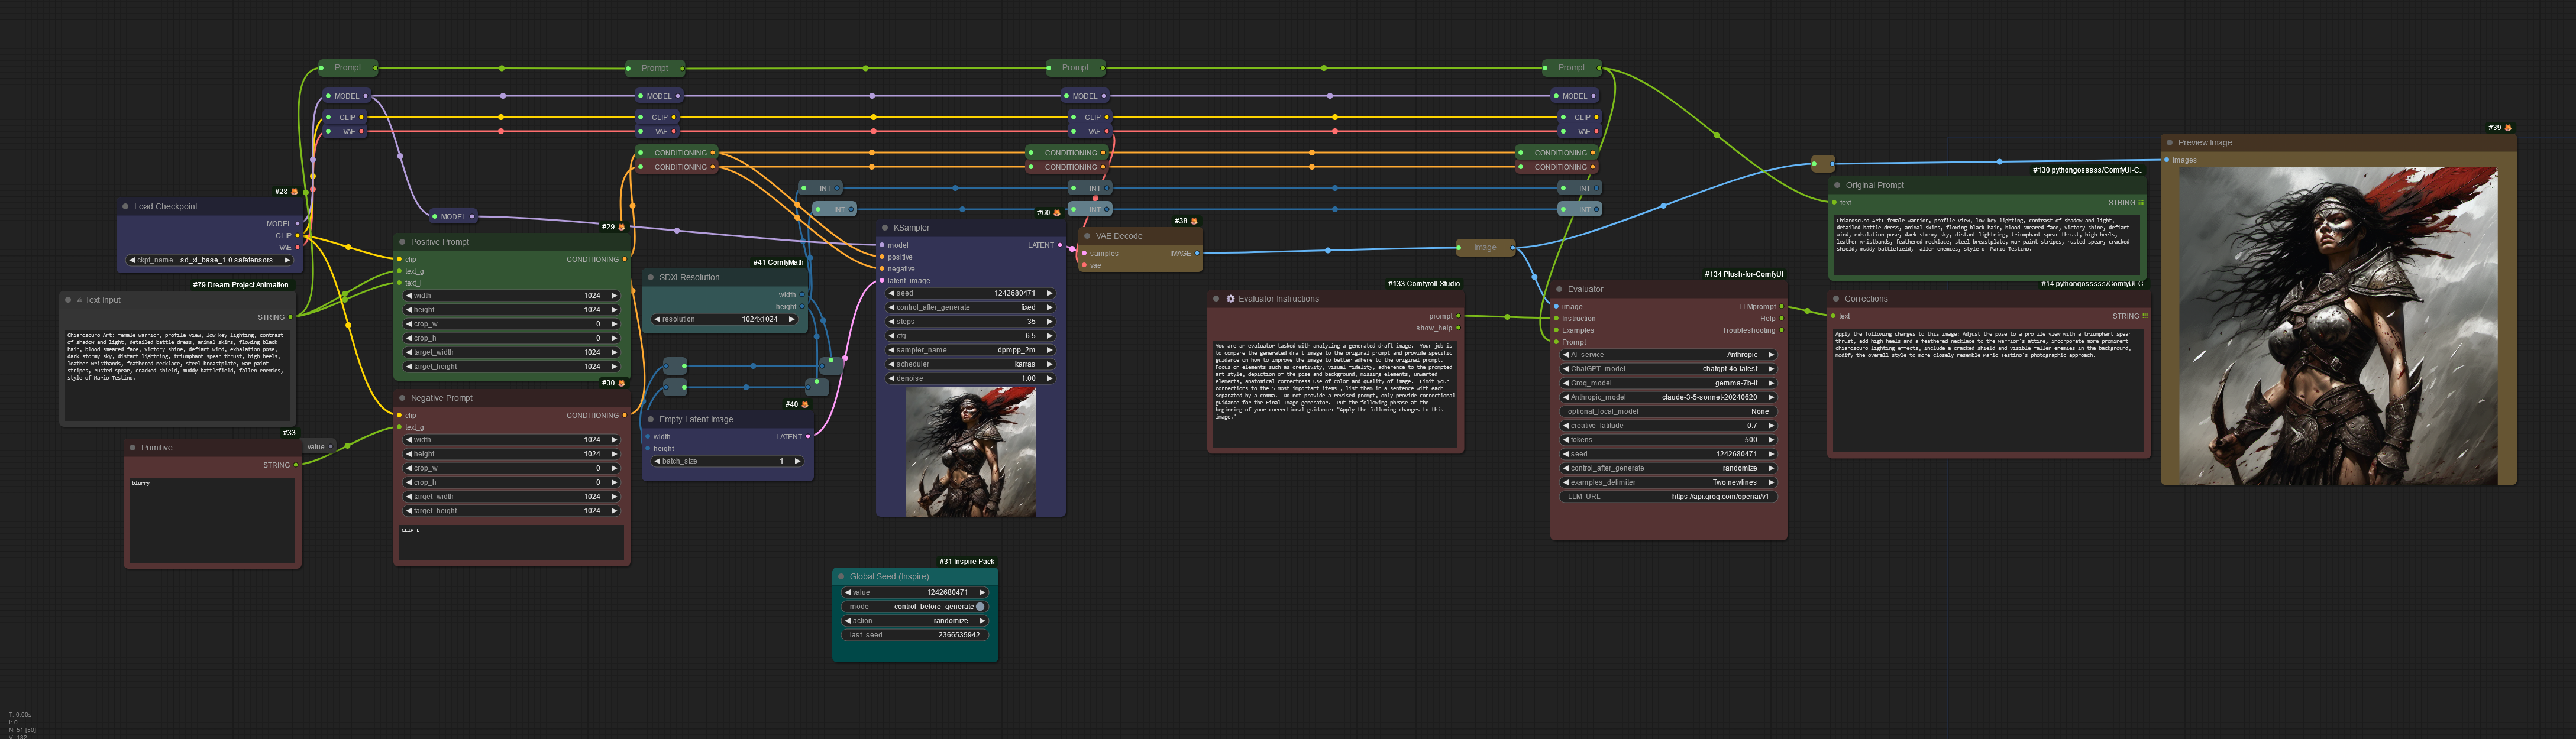 Prompt
Prompt
Prompt
Prompt
MODEL
MODEL
MODEL
MODEL
CLIP
CLIP
CLIP
CLIP
VAE
VAE
VAE
VAE
CONDITIONING
CONDITIONING
CONDITIONING
CONDITIONING
CONDITIONING
CONDITIONING
INT
INT
INT
INT
INT
INT
MODEL
#28
Load Checkpoint
MODEL
CLIP
VAE
ckpt_name sd_xl_base_1.0.safetensors
#79 Dream Project Animation..
Text Input
STRING
Chiaroscuro Art: female warrior, profile view, low key lighting, contrast
of shadow and light, detailed battle dress, animal skins, flowing black
hair, blood smeared face, victory shine, defiant wind, exhalation pose,
dark stormy sky, distant lightning, triumphant spear thrust, high heels,
leather wristbands, feathered necklace, steel breastplate, war paint
stripes, rusted spear, cracked shield, muddy battlefield, fallen enemies,
style of Mario Testino.
#33
Primitive
value
STRING
blurry
#29
Positive Prompt
clip
CONDITIONING
text_g
text_l
width 1024
height 1024
crop_w 0
crop_h 0
target_width 1024
target_height 1024
#30
Negative Prompt
clip
CONDITIONING
text_g
width 1024
height 1024
crop_w 0
crop_h 0
target_width 1024
target_height 1024
CLIP_L
#41 ComfyMath
SDXLResolution
width
height
resolution 1024x1024
#40
Empty Latent Image
width
LATENT
height
batch_size 1
#60
KSampler
model
LATENT
positive
negative
latent_image
seed 1242680471
control_after_generate fixed
steps 35
cfg 6.5
sampler_name dpmpp_2m
scheduler karras
denoise 1.00
#31 Inspire Pack
Global Seed (Inspire)
value 1242680471
mode control_before_generate
action randomize
last_seed 2366535942
#38
VAE Decode
samples
IMAGE
vae
Image
#133 Comfyroll Studio
Evaluator Instructions
prompt
show_help
You are an evaluator tasked with analyzing a generated draft image. Your job is
to compare the generated draft image to the original prompt and provide specific
guidance on how to improve the image to better adhere to the original prompt.
Focus on elements such as creativity, visual fidelity, adherence to the prompted
art style, depiction of the pose and background, missing elements, unwanted
elements, anatomical correctness use of color and quality of image. Limit your
corrections to the 5 most important items , list them in a sentence with each
separated by a comma. Do not provide a revised prompt, only provide correctional
guidance for the Final Image generator. Put the following phrase at the
beginning of your correctional guidance: "Apply the following changes to this
image:"
#134 Plush-for-ComfyUI
Evaluator
image
LLMprompt
Instruction
Help
Examples
Troubleshooting
Prompt
AI_service Anthropic
ChatGPT_model chatgpt-4o-latest
Groq_model gemma-7b-it
Anthropic_model claude-3-5-sonnet-20240620
optional_local_model None
creative_latitude 0.7
tokens 500
seed 1242680471
control_after_generate randomize
examples_delimiter Two newlines
LLM_URL https://api.groq.com/openai/v1
#130 pythongosssss/ComfyUI-C..
Original Prompt
text
STRING
Chiaroscuro Art: female warrior, profile view, low key lighting, contrast of shadow and light,
detailed battle dress, animal skins, flowing black hair, blood smeared face, victory shine, defiant
wind, exhalation pose, dark stormy sky, distant lightning, triumphant spear thrust, high heels,
leather wristbands, feathered necklace, steel breastplate, war paint stripes, rusted spear, cracked
shield, muddy battlefield, fallen enemies, style of Mario Testino.
#14 pythongosssss/ComfyUI-C..
Corrections
text
STRING
Apply the following changes to this image: Adjust the pose to a profile view with a triumphant spear
thrust, add high heels and a feathered necklace to the warrior's attire, incorporate more prominent
chiaroscuro lighting effects, include a cracked shield and visible fallen enemies in the background,
modify the overall style to more closely resemble Mario Testino's photographic approach.
#39
Preview Image
images
T: 0.00s
I: 0
N: 51 [50]